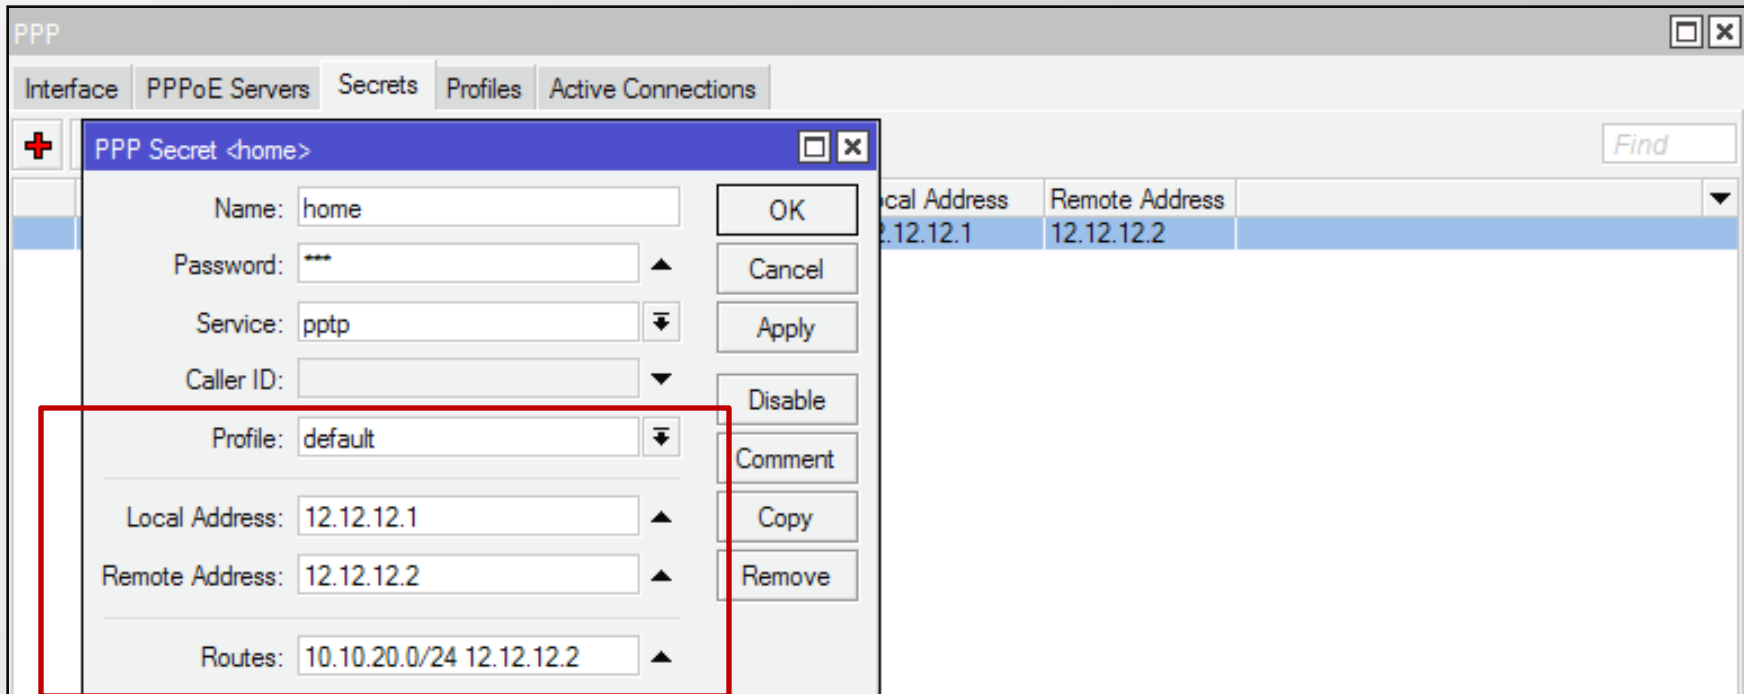 PPP
Interface PPPoE Servers Secrets Profiles Active Connections
PPP Secret <home>
Find
cal Address Remote Address
.12.12.1 12.12.12.2
Name: home
OK
Password: ***
Cancel
Service: pptp
Apply
Caller ID:
Disable
Profile: default
Comment
Local Address: 12.12.12.1
Copy
Remote Address: 12.12.12.2
Remove
Routes: 10.10.20.0/24 12.12.12.2